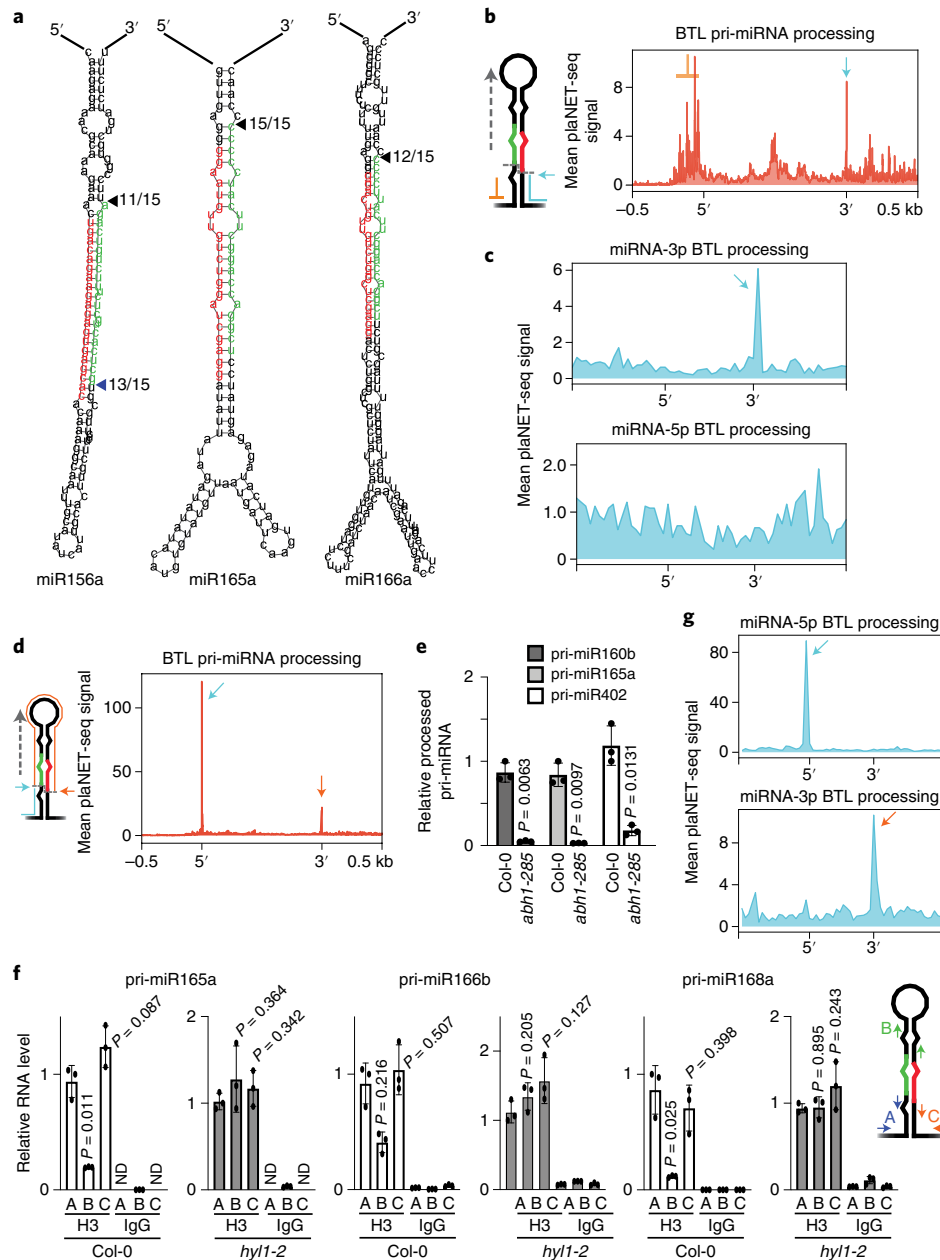 a
5′ 3′ 5′ 3′ 5′ 3′
11/15
13/15
15/15
12/15
miR156a
miR165a
miR166a
b
BTL pri-miRNA processing
Mean plaNET-seq signal
8
4
0
−0.5 5′ 3′ 0.5 kb
c
miRNA-3p BTL processing
Mean plaNET-seq signal
6
4
2
0
5′ 3′
miRNA-5p BTL processing
2.0
1.0
0
5′ 3′
d
BTL pri-miRNA processing
Mean plaNET-seq signal
100
50
0
−0.5 5′ 3′ 0.5 kb
e
pri-miR160b
pri-miR165a
pri-miR402
Relative processed pri-miRNA
2
1
0
P = 0.0063
P = 0.0097
P = 0.0131
Col-0
abh1-285
Col-0
abh1-285
Col-0
abh1-285
g
miRNA-5p BTL processing
Mean plaNET-seq signal
80
40
0
5′ 3′
miRNA-3p BTL processing
8
4
0
5′ 3′
f
pri-miR165a
pri-miR166b
pri-miR168a
Relative RNA level
1
0
P = 0.011
P = 0.087
ND
ND
A B C A B C
H3 IgG
Col-0
2
1
0
P = 0.364
P = 0.342
ND
ND
A B C A B C
H3 IgG
hyl1-2
1
0
P = 0.216
P = 0.507
A B C A B C
H3 IgG
Col-0
2
1
0
P = 0.205
P = 0.127
A B C A B C
H3 IgG
hyl1-2
1
0
P = 0.025
P = 0.398
A B C A B C
H3 IgG
Col-0
2
1
0
P = 0.895
P = 0.243
A B C A B C
H3 IgG
hyl1-2
B
A
C